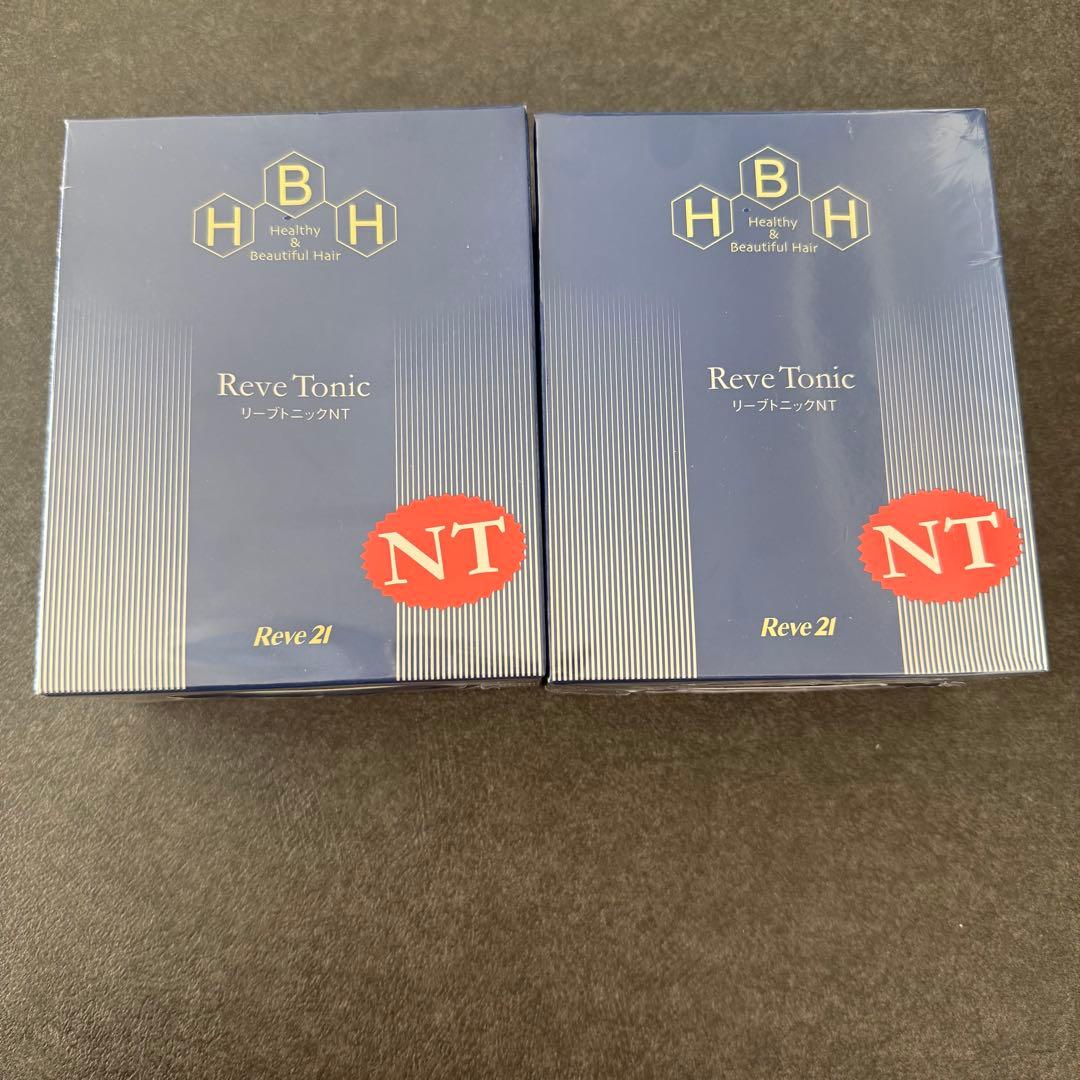 H B H
Healthy
&
Beautiful Hair
Reve Tonic
リーブトニックNT
NT
Reve21
H B H
Healthy
&
Beautiful Hair
Reve Tonic
リーブトニックNT
NT
Reve21